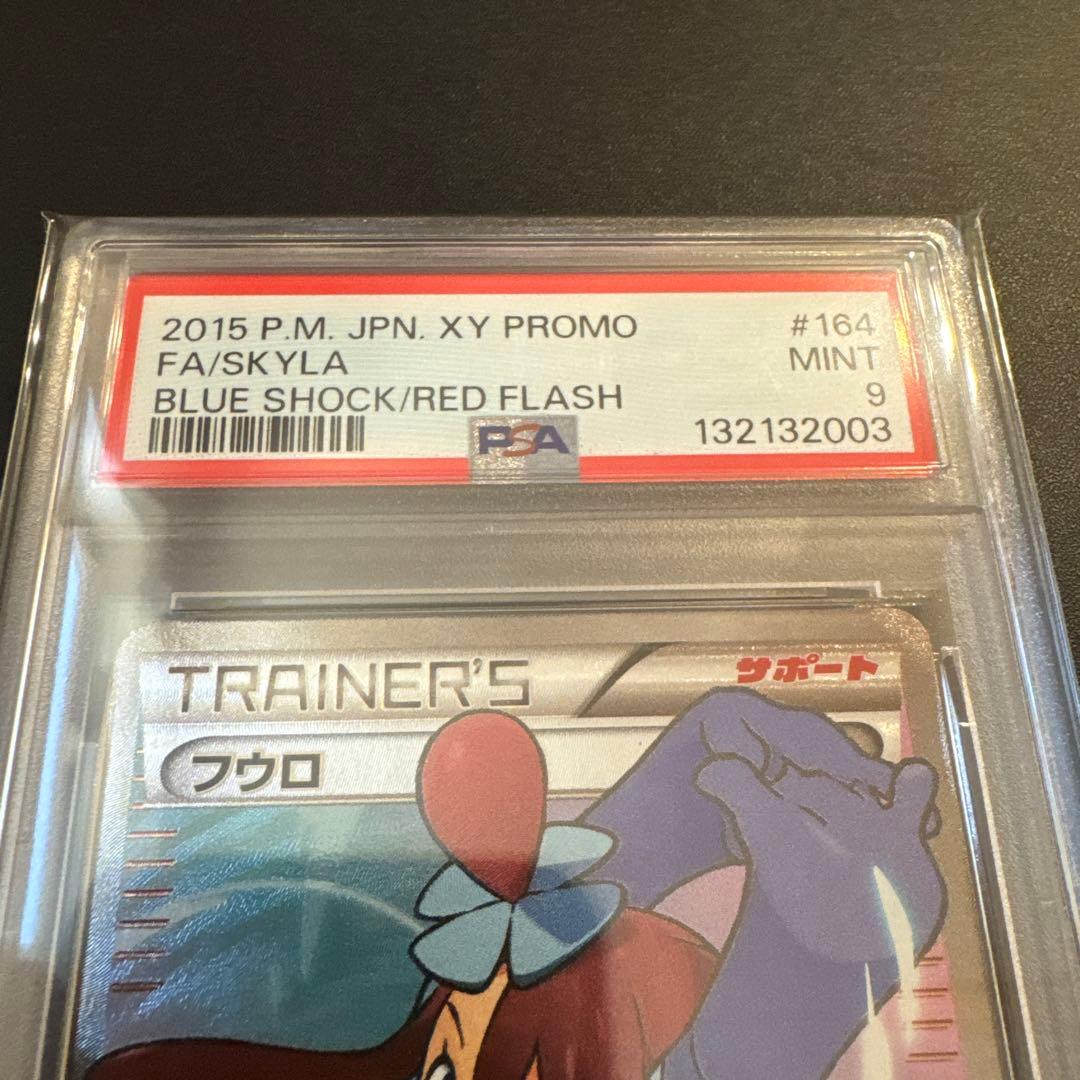 2015 P.M. JPN. XY PROMO #164
FA/SKYLA MINT
BLUE SHOCK/RED FLASH 9
PSA 132132003
TRAINER'S サポート
フウロ